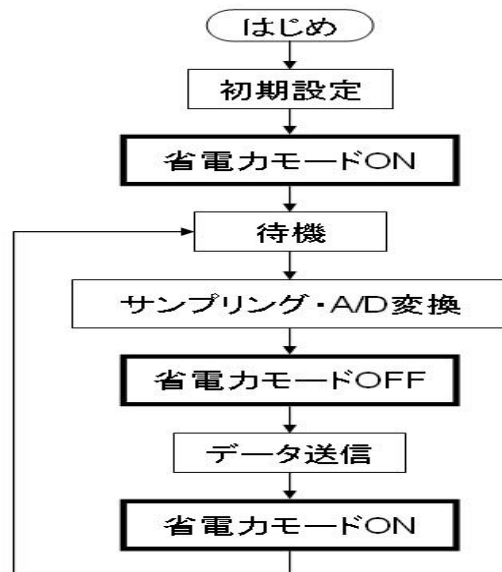 はじめ
初期設定
省電力モードON
待機
サンプリング・A/D変換
省電力モードOFF
データ送信
省電力モードON